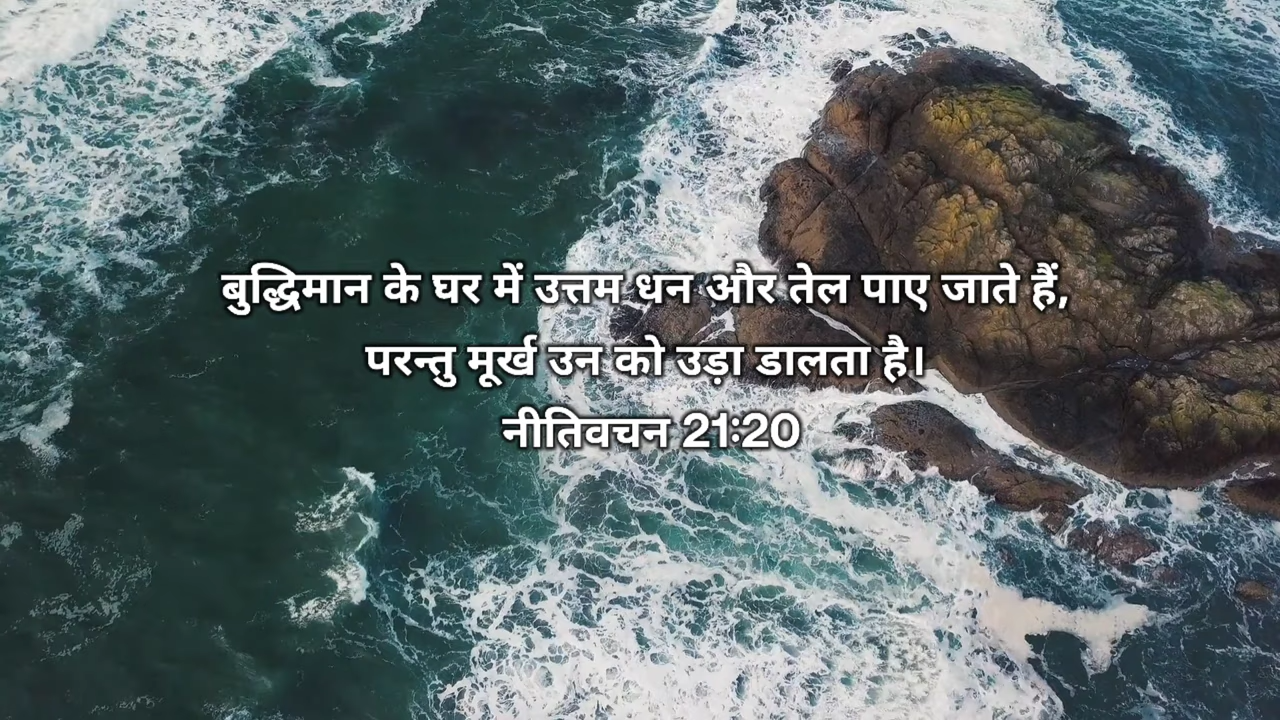 बुद्धिमान के घर में उत्तम धन और तेल पाए जाते हैं,
परन्तु मूर्ख उन को उड़ा डालता है।
नीतिवचन 21:20